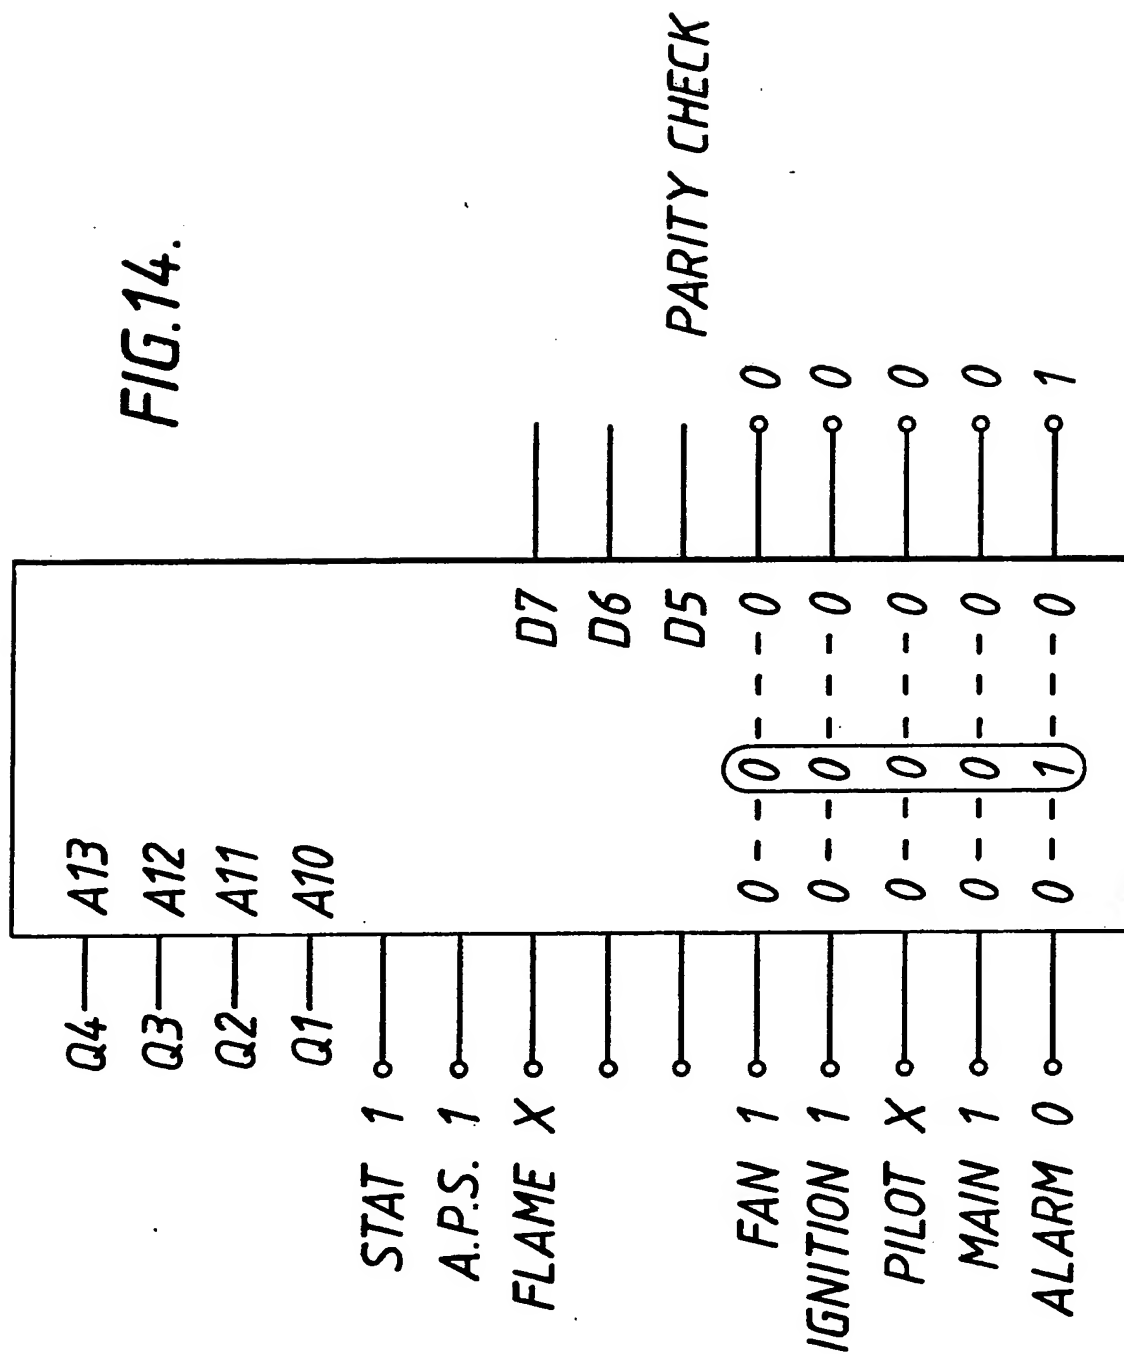 FIG.14.
Q4 A13
Q3 A12
Q2 A11
Q1 A10
STAT 1
A.P.S. 1
FLAME X D7
D6
D5 PARITY CHECK
FAN 1 0--0---0 0
IGNITION 1 0--0---0 0
PILOT X 0--0---0 0
MAIN 1 0--0---0 0
ALARM 0 0--1---0 1